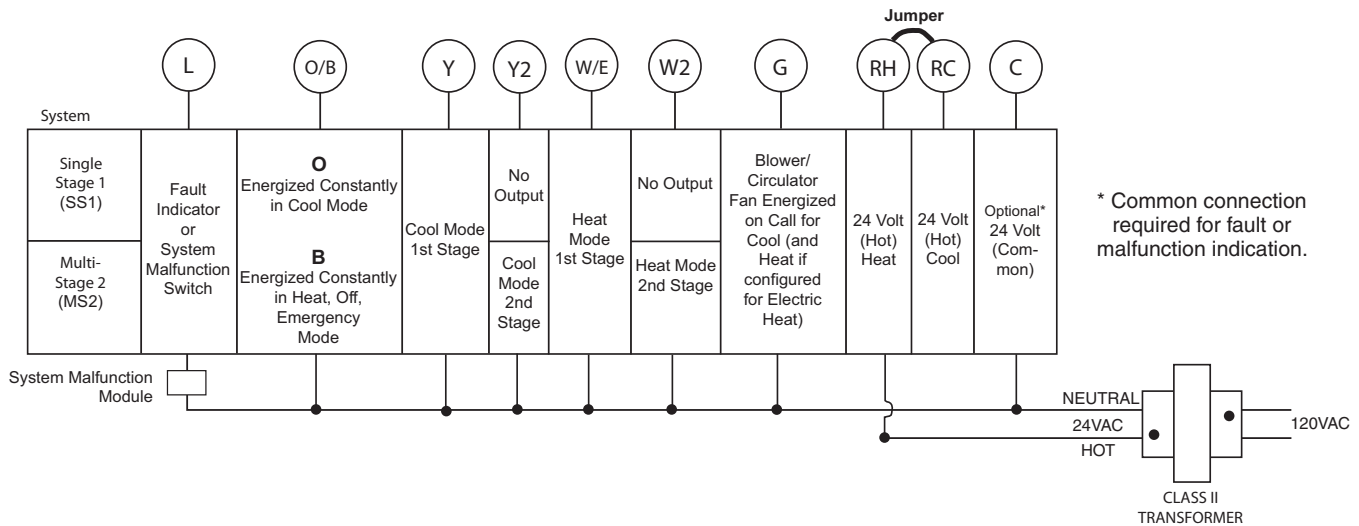 Jumper
L
O/B
Y
Y2
W/E
W2
G
RH
RC
C
System
Single
Stage 1
(SS1)
Multi-
Stage 2
(MS2)
Fault
Indicator
or
System
Malfunction
Switch
O
Energized Constantly
in Cool Mode
B
Energized Constantly
in Heat, Off,
Emergency
Mode
Cool Mode
1st Stage
No
Output
Cool
Mode
2nd
Stage
Heat
Mode
1st Stage
No Output
Heat Mode
2nd Stage
Blower/
Circulator
Fan Energized
on Call for
Cool (and
Heat if
configured
for Electric
Heat)
24 Volt
(Hot)
Heat
24 Volt
(Hot)
Cool
Optional*
24 Volt
(Com-
mon)
* Common connection
required for fault or
malfunction indication.
System Malfunction
Module
NEUTRAL
24VAC
HOT
120VAC
CLASS II
TRANSFORMER